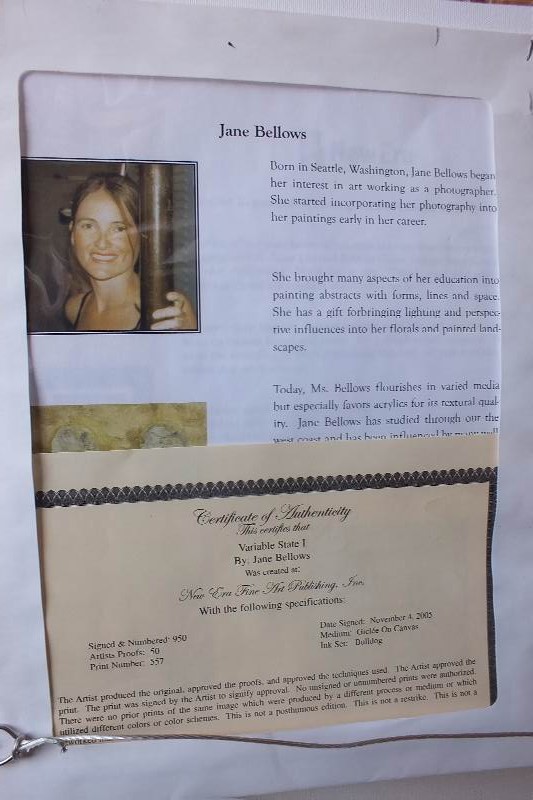 Jane Bellows
Born in Seattle, Washington, Jane Bellows began
her interest in art working as a photographer.
She started incorporating her photography into
her paintings early in her career.
She brought many aspects of her education into
painting abstracts with forms, lines and space.
She has a gift forbringing lighting and perspec-
tive influences into her florals and painted land-
scapes.
Today, Ms. Bellows flourishes in varied media
but especially favors acrylics for its textural qual-
ity. Jane Bellows has studied through out the
west coast and has been influenced by many well
Certificate of Authenticity
This certifies that
Variable State I
By: Jane Bellows
Was created at:
New Era Fine Art Publishing, Inc.
With the following specifications:
Signed & Numbered: 950
Artists Proofs: 50
Print Number: 357
Date Signed: November 4, 2005
Medium: Giclée On Canvas
Ink Set: Bulldog
The Artist produced the original, approved the proofs, and approved the techniques used. The Artist approved the
print. The print was signed by the Artist to signify approval. No unsigned or unnumbered prints were authorized.
There were no prior prints of the same image which were produced by a different process or medium or which
utilized different colors or color schemes. This is not a posthumous edition. This is not a restrike. This is not a